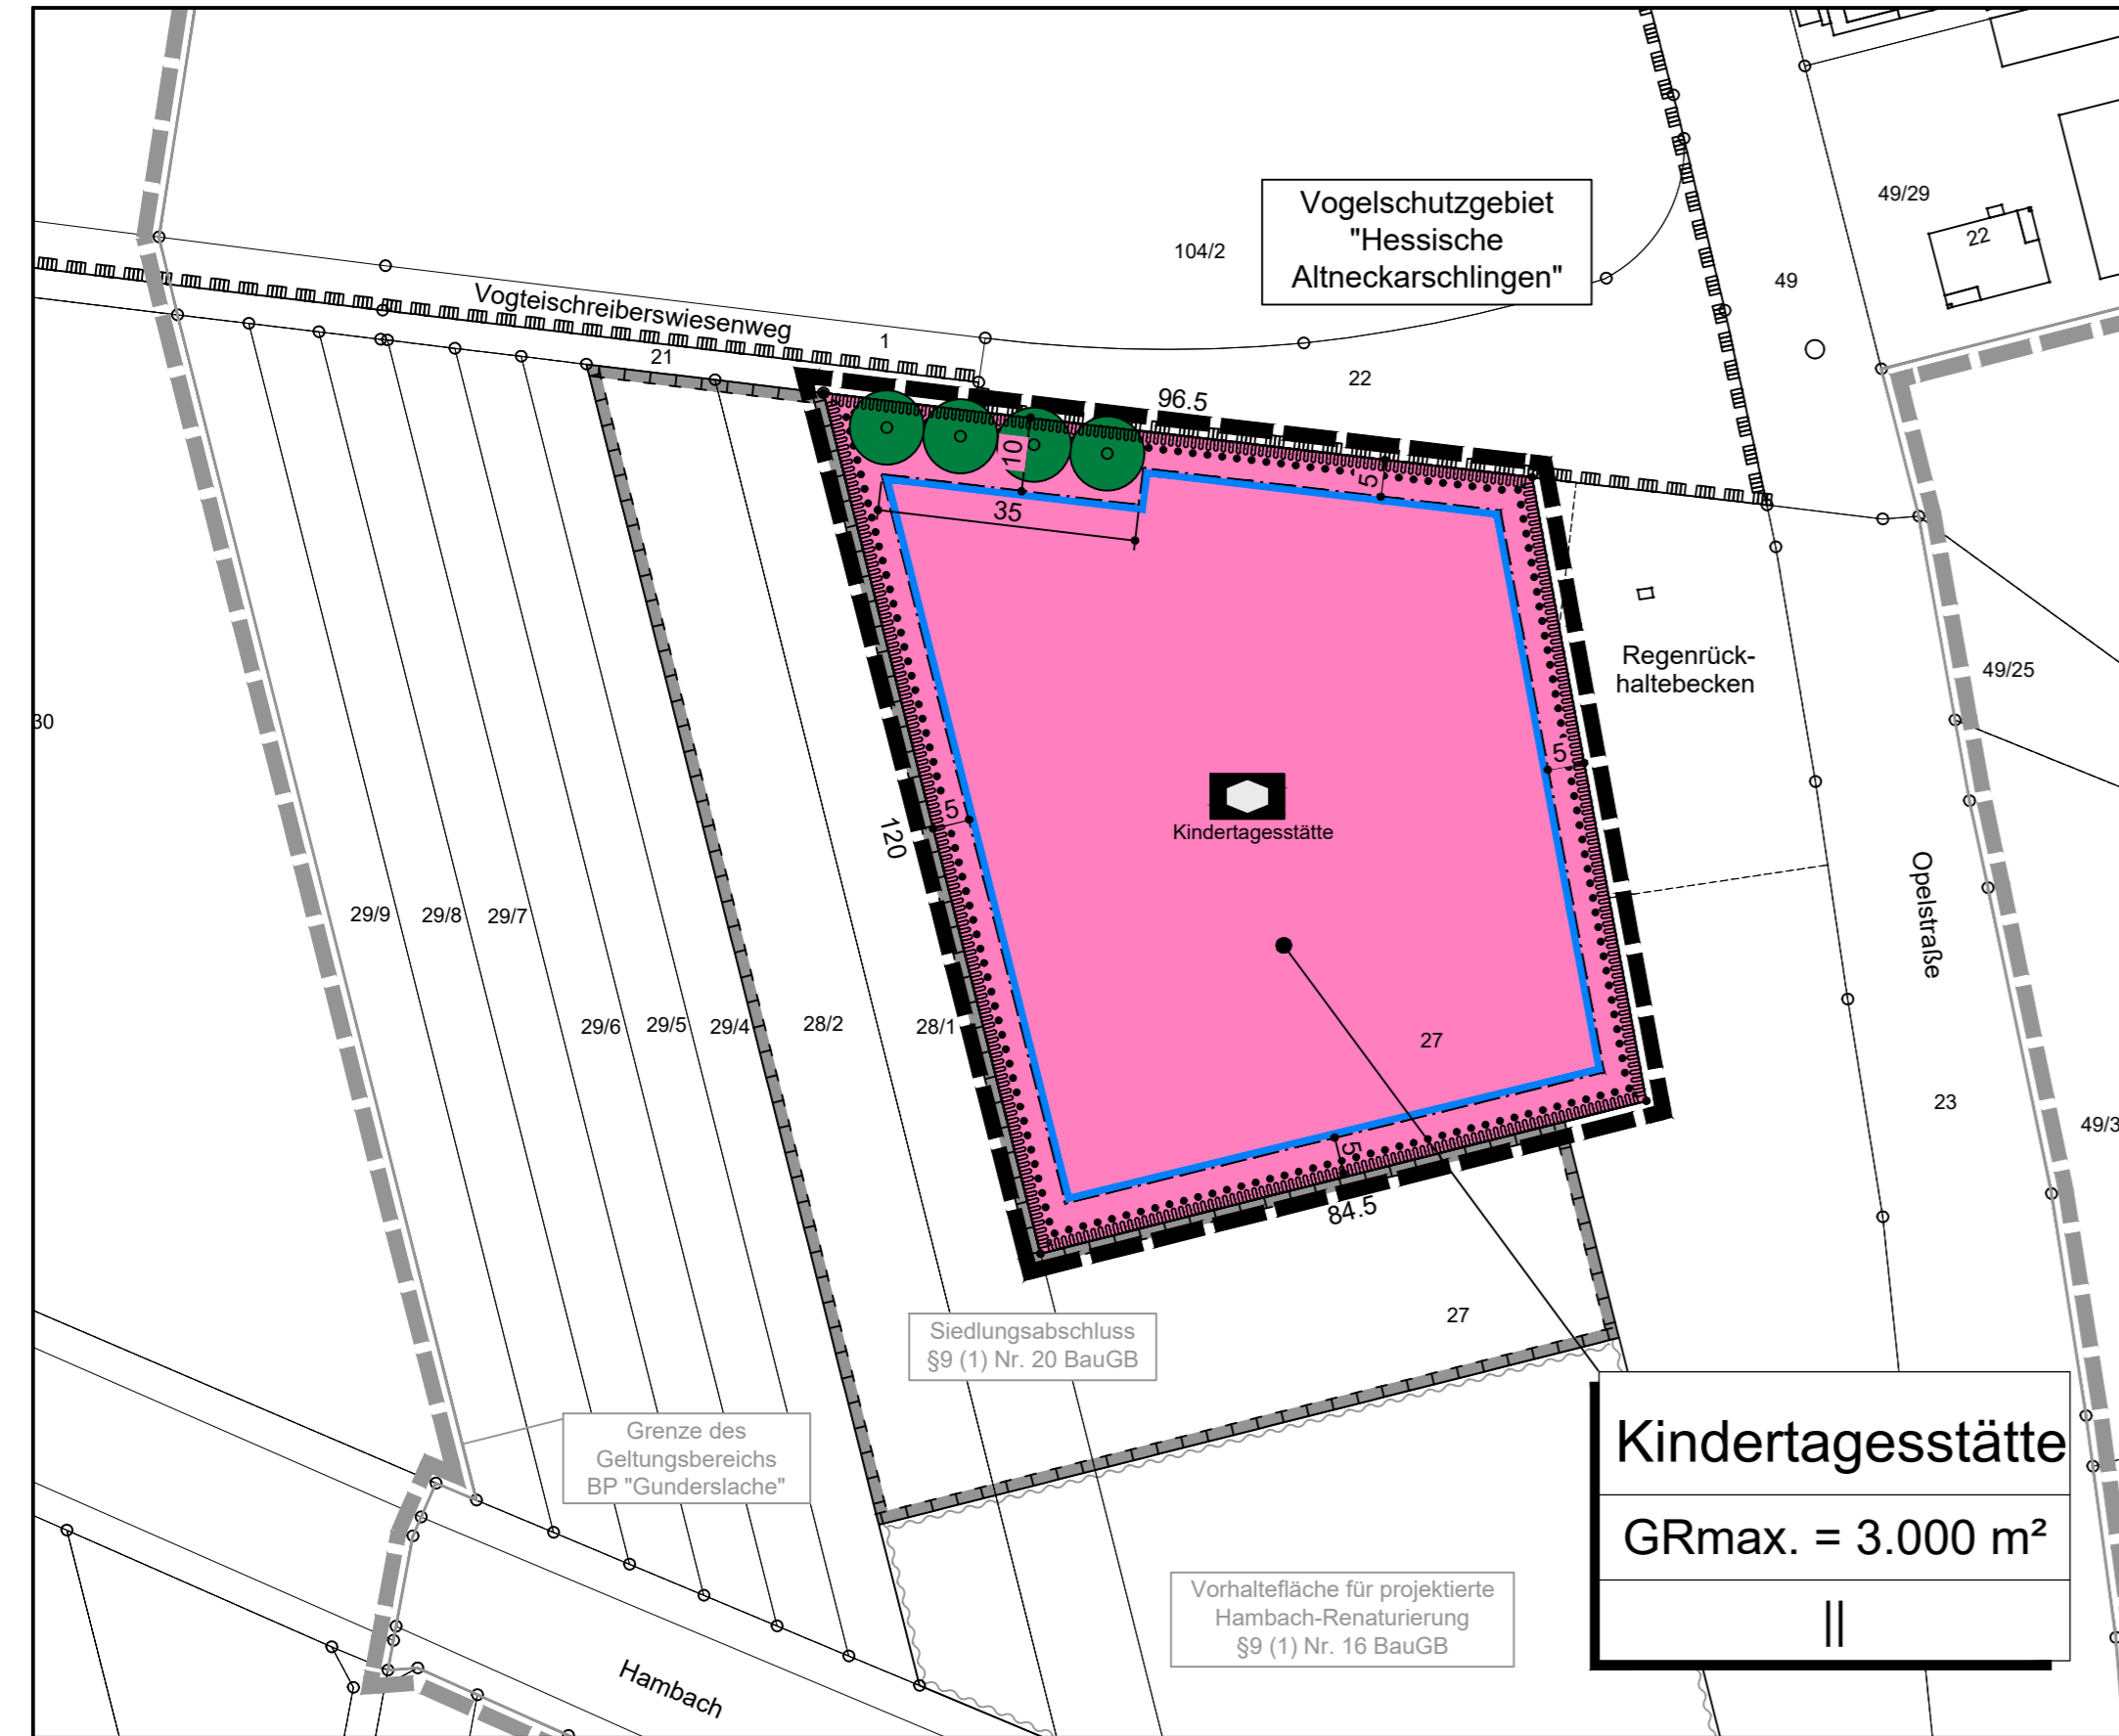 Vogelschutzgebiet
"Hessische
Altneckarschlingen"
104/2
49/29
22
49
Vogteischreiberswiesenweg
1
21
22
96.5
10
5
35
Regenrück-
haltebecken
49/25
30
5
5
Kindertagesstätte
120
Opelstraße
29/9
29/8
29/7
29/6
29/5
29/4
28/2
28/1
27
23
49/3
5
84.5
27
Siedlungsabschluss
§9 (1) Nr. 20 BauGB
Grenze des
Geltungsbereichs
BP "Gunderslache"
Kindertagesstätte
GRmax. = 3.000 m²
||
Vorhaltefläche für projektierte
Hambach-Renaturierung
§9 (1) Nr. 16 BauGB
Hambach